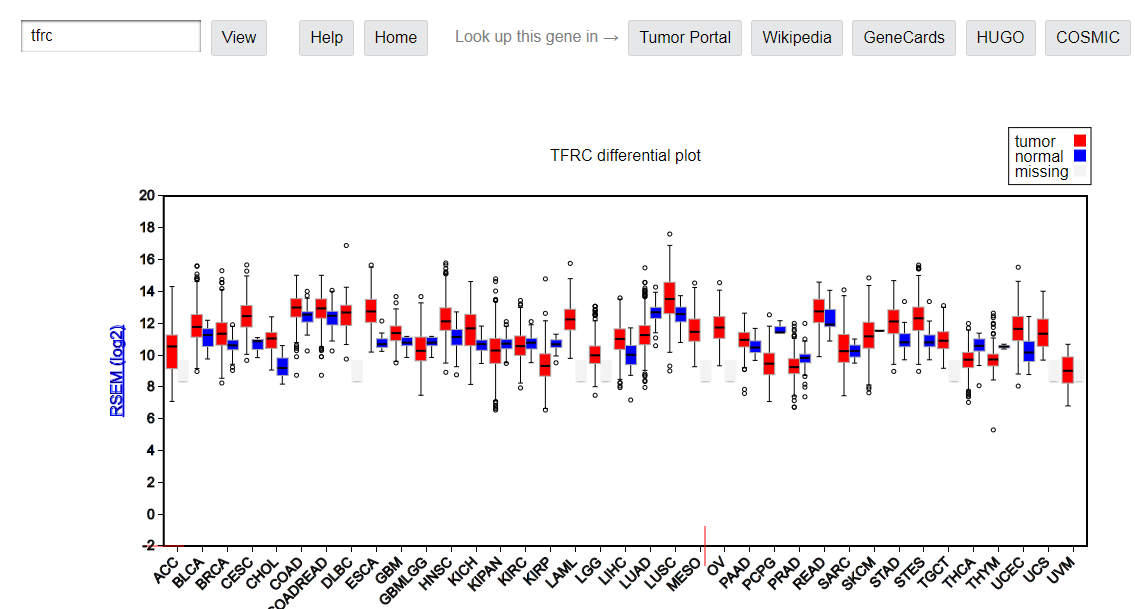 tfrc View Help Home Look up this gene in → Tumor Portal Wikipedia GeneCards HUGO COSMIC
TFRC differential plot
tumor
normal
missing
RSEM (log2)
20
18
16
14
12
10
8
6
4
2
0
-2
ACC BLCA BRCA CESC CHOL COAD OADREAD DLBC ESCA GBM GBMLGG HNSC KICH KIPAN KIRC KIRP LAML LGG LIHC LUAD LUSC MESO OV PAAD PCPG PRAD READ SARC SKCM STAD STES TGCT THCA THYM UCEC UCS UVM